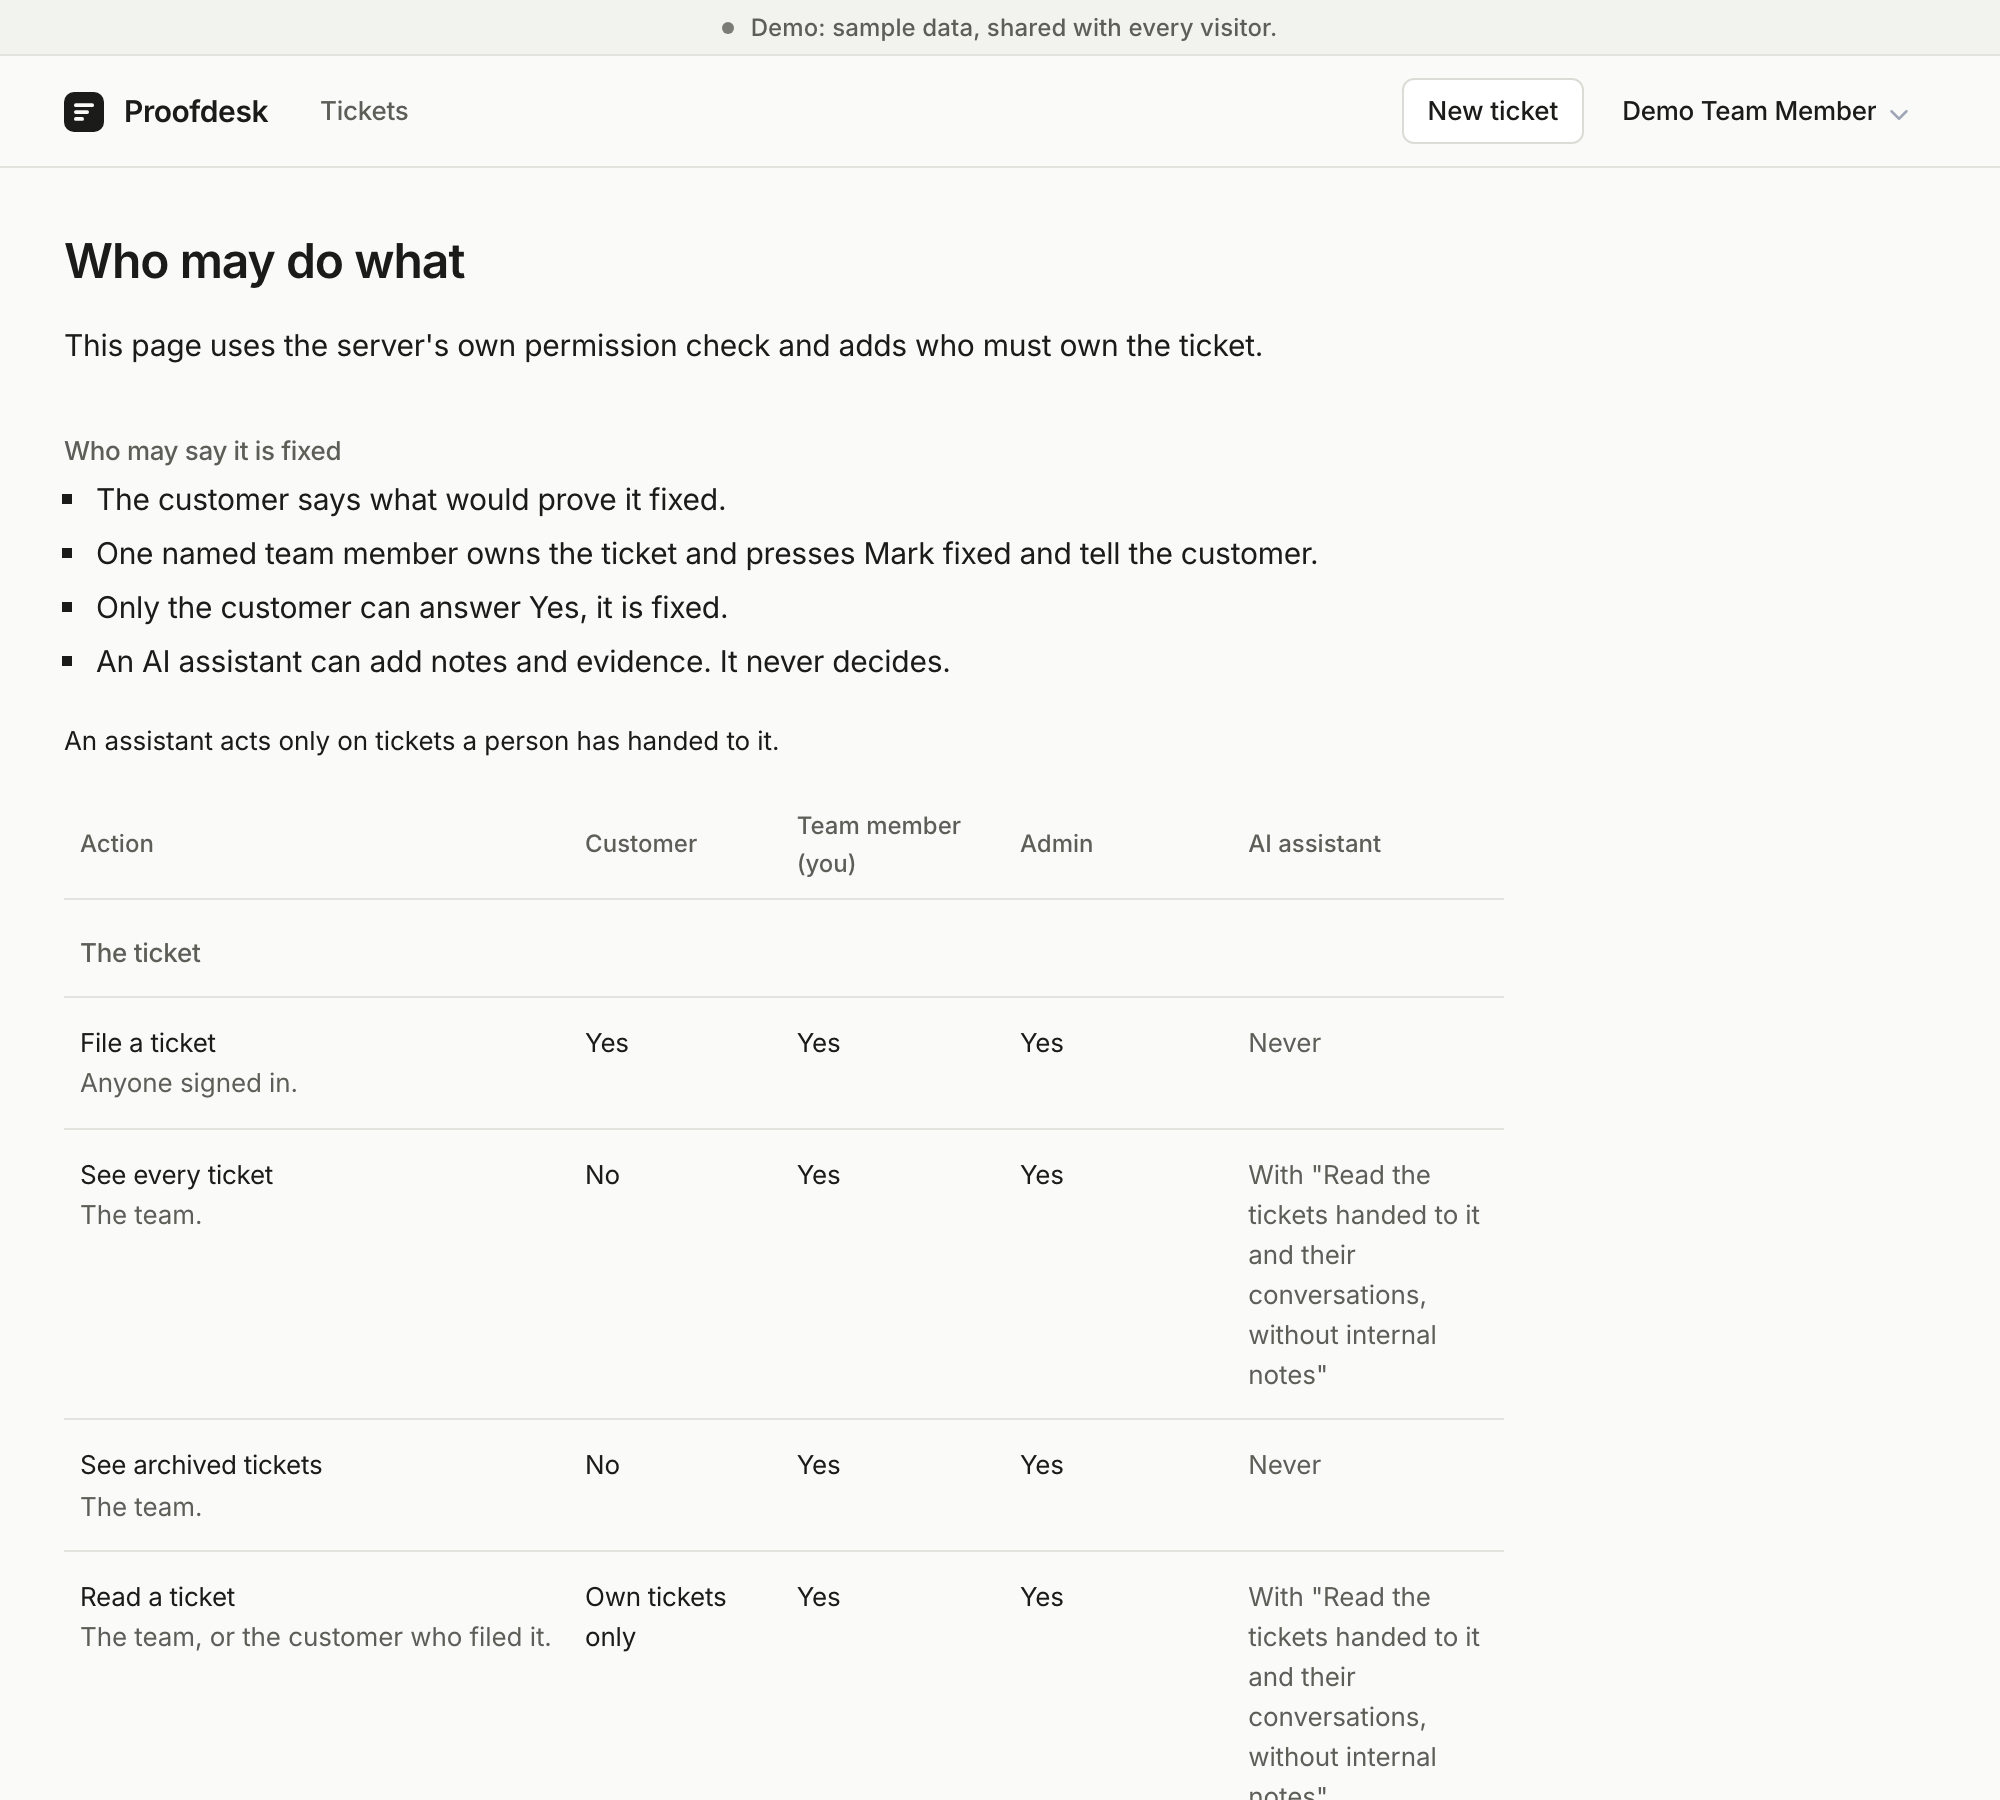 Demo: sample data, shared with every visitor.
Proofdesk
Tickets
New ticket
Demo Team Member
Who may do what
This page uses the server's own permission check and adds who must own the ticket.
Who may say it is fixed
The customer says what would prove it fixed.
One named team member owns the ticket and presses Mark fixed and tell the customer.
Only the customer can answer Yes, it is fixed.
An AI assistant can add notes and evidence. It never decides.
An assistant acts only on tickets a person has handed to it.
Action
Customer
Team member
(you)
Admin
AI assistant
The ticket
File a ticket
Anyone signed in.
Yes
Yes
Yes
Never
See every ticket
The team.
No
Yes
Yes
With "Read the
tickets handed to it
and their
conversations,
without internal
notes"
See archived tickets
The team.
No
Yes
Yes
Never
Read a ticket
The team, or the customer who filed it.
Own tickets
only
Yes
Yes
With "Read the
tickets handed to it
and their
conversations,
without internal
notes"